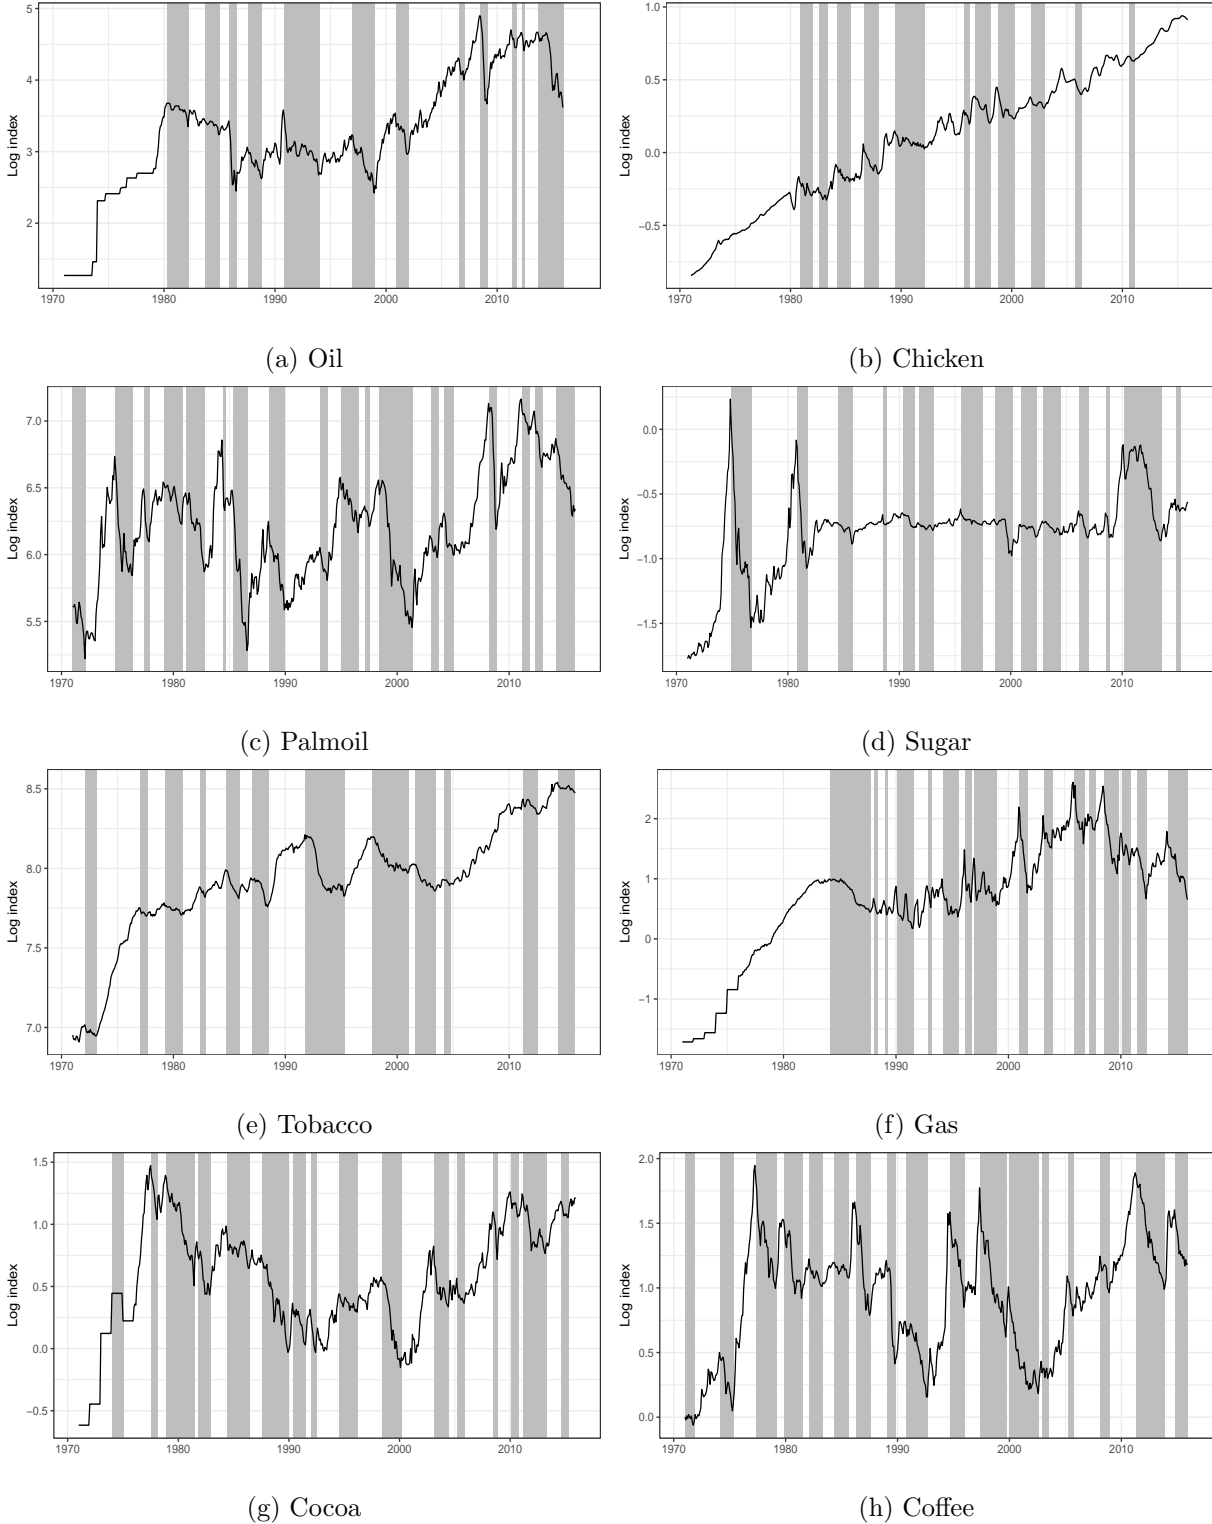 5
4
3
2
Log index
1970 1980 1990 2000 2010
(a) Oil
1.0
0.5
0.0
−0.5
Log index
1970 1980 1990 2000 2010
(b) Chicken
7.0
6.5
6.0
5.5
Log index
1970 1980 1990 2000 2010
(c) Palmoil
0.0
−0.5
−1.0
−1.5
Log index
1970 1980 1990 2000 2010
(d) Sugar
8.5
8.0
7.5
7.0
Log index
1970 1980 1990 2000 2010
(e) Tobacco
2
1
0
−1
Log index
1970 1980 1990 2000 2010
(f) Gas
1.5
1.0
0.5
0.0
−0.5
Log index
1970 1980 1990 2000 2010
(g) Cocoa
2.0
1.5
1.0
0.5
0.0
Log index
1970 1980 1990 2000 2010
(h) Coffee